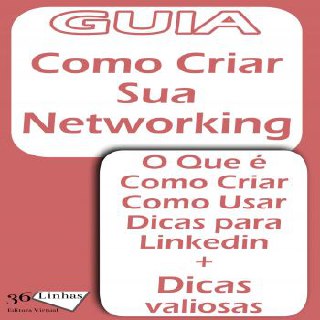 GUIA
Como Criar
Sua
Networking
O Que é
Como Criar
Como Usar
Dicas para
Linkedin
+
Dicas
valiosas
36 Linhas
Editora Virtual